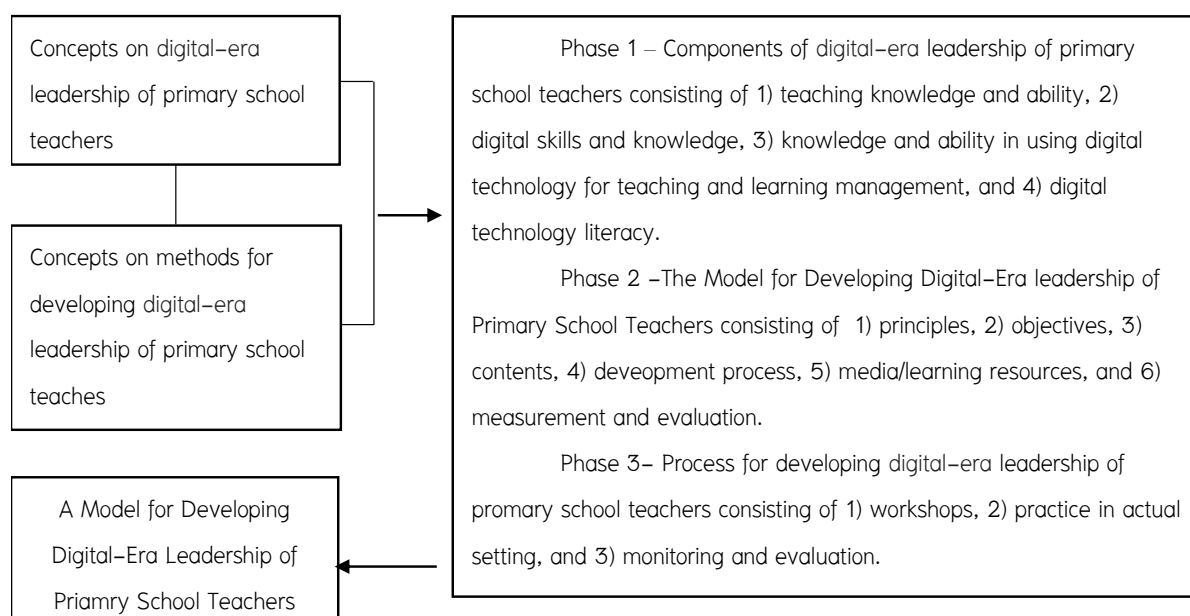 Concepts on digital–era
leadership of primary school
teachers
Concepts on methods for
developing digital–era
leadership of primary school
teaches
Phase 1 – Components of digital–era leadership of primary
school teachers consisting of 1) teaching knowledge and ability, 2)
digital skills and knowledge, 3) knowledge and ability in using digital
technology for teaching and learning management, and 4) digital
technology literacy.
Phase 2 –The Model for Developing Digital–Era leadership of
Primary School Teachers consisting of 1) principles, 2) objectives, 3)
contents, 4) deveopment process, 5) media/learning resources, and 6)
measurement and evaluation.
Phase 3– Process for developing digital–era leadership of
promary school teachers consisting of 1) workshops, 2) practice in actual
setting, and 3) monitoring and evaluation.
A Model for Developing
Digital–Era Leadership of
Priamry School Teachers